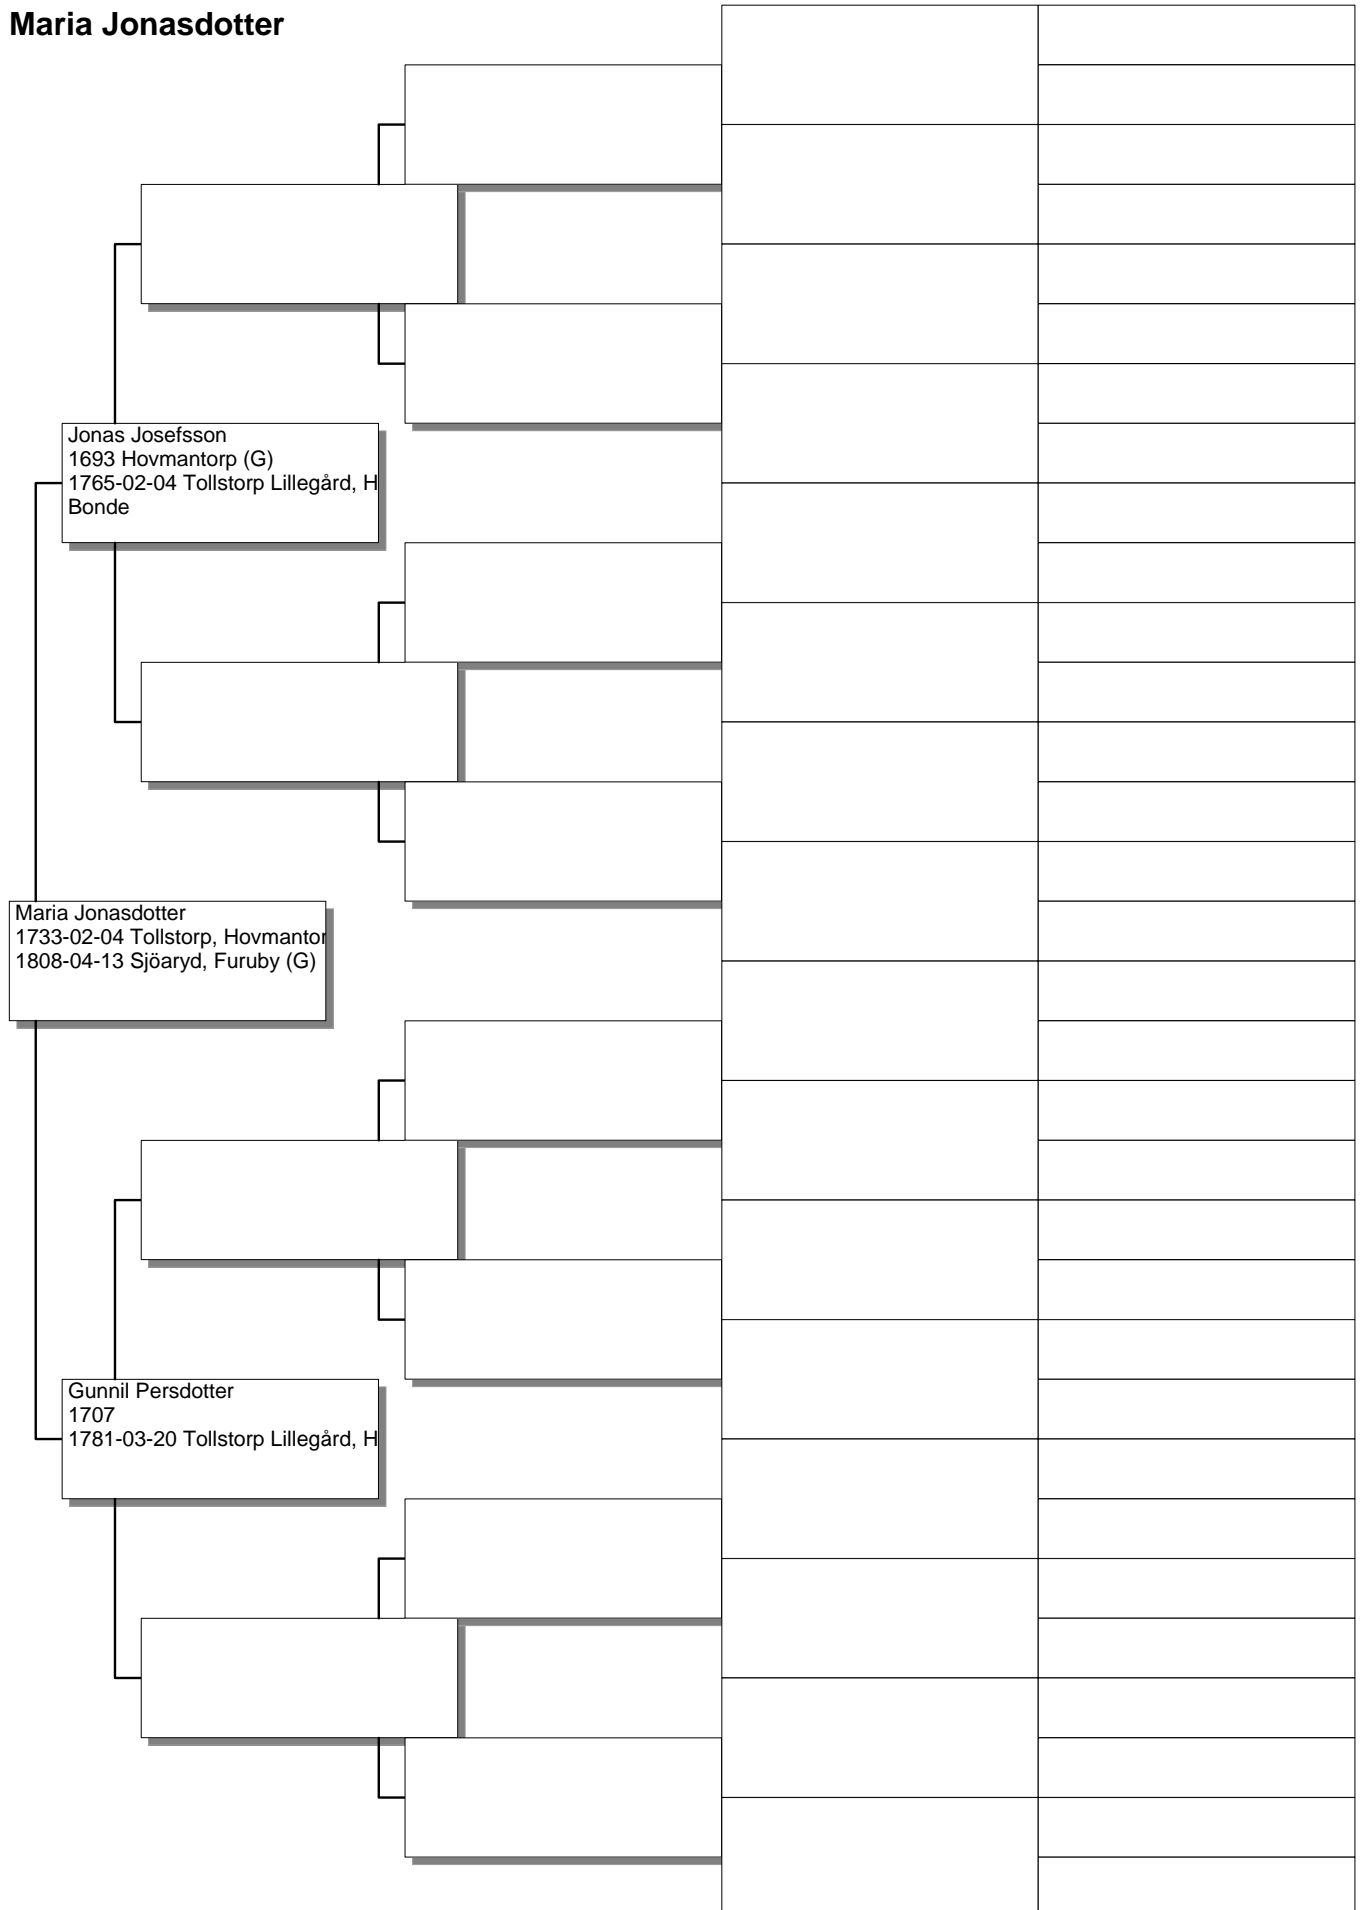 Maria Jonasdotter
Jonas Josefsson
1693 Hovmantorp (G)
1765-02-04 Tollstorp Lillegård, H
Bonde
Maria Jonasdotter
1733-02-04 Tollstorp, Hovmantor
1808-04-13 Sjöaryd, Furuby (G)
Gunnil Persdotter
1707
1781-03-20 Tollstorp Lillegård, H